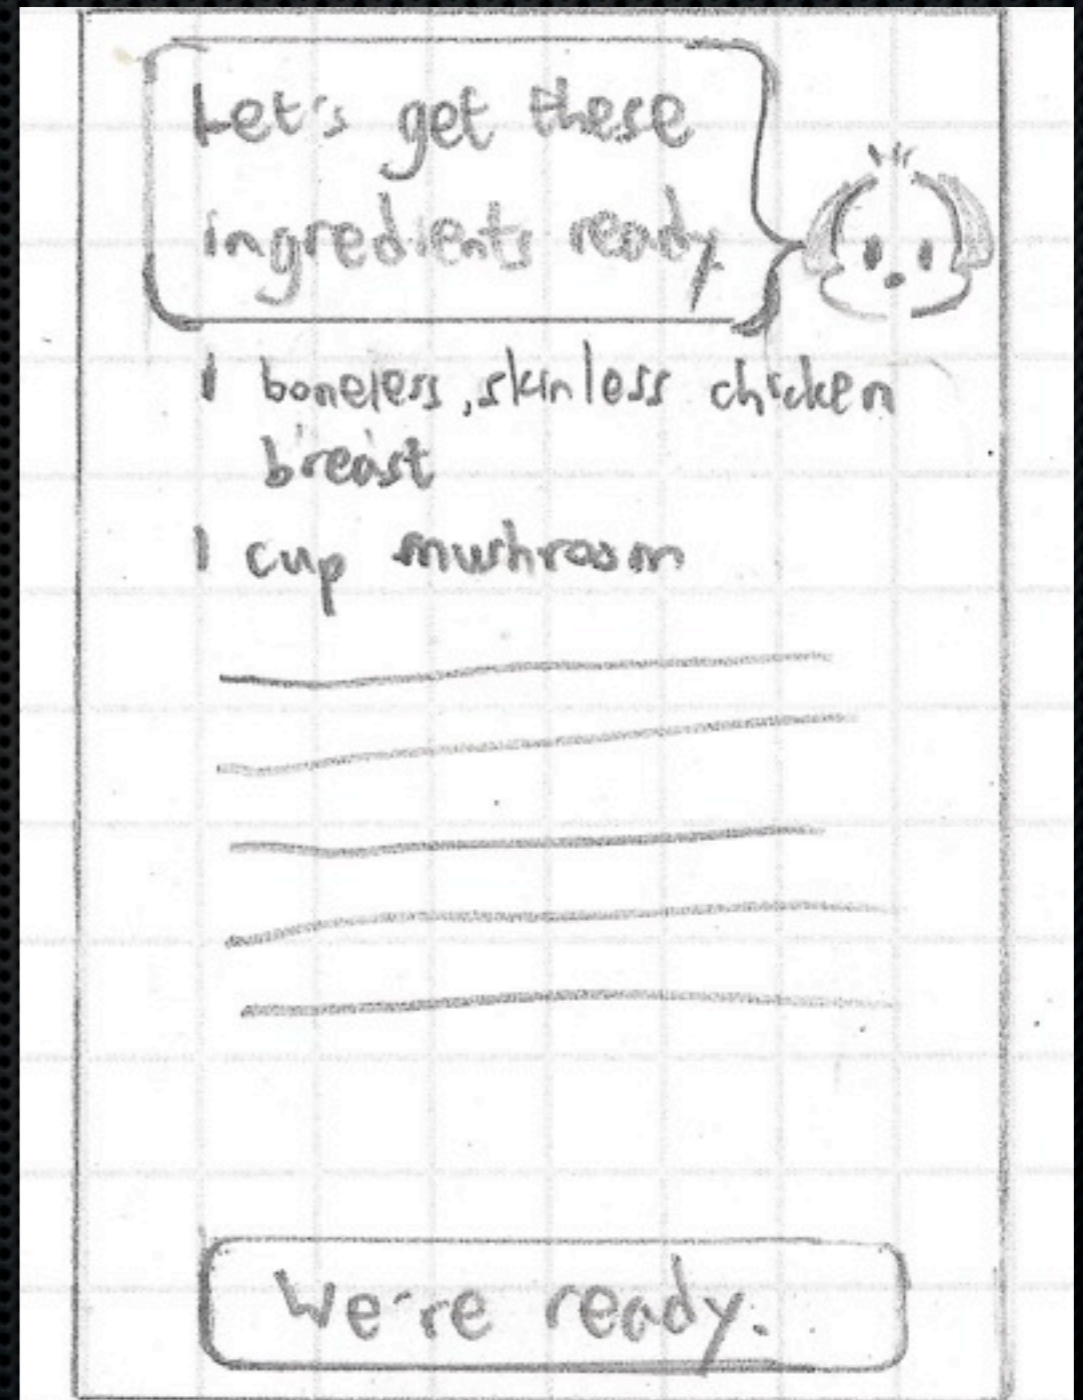 Let's get these
ingredients ready.
1 boneless, skinless chicken
breast
1 cup mushroom
We're ready.